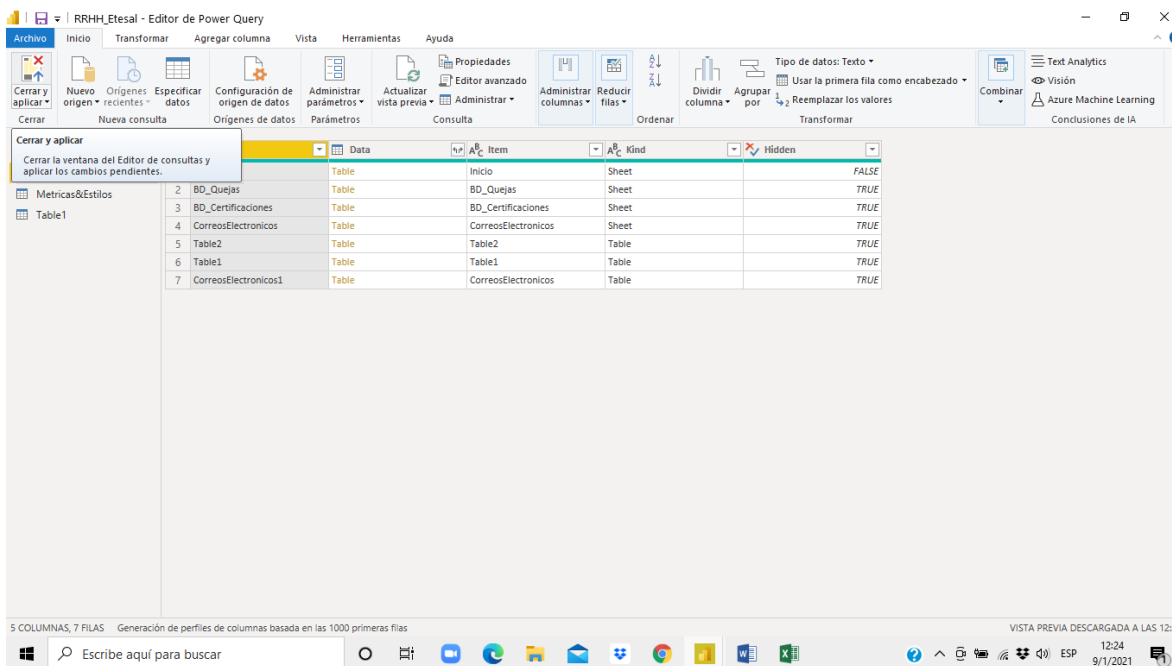 RRHH_Etesal - Editor de Power Query
Archivo Inicio Transformar Agregar columna Vista Herramientas Ayuda
Cerrar y aplicar
Nuevo origen
Orígenes recientes
Especificar datos
Configuración de origen de datos
Administrar parámetros
Actualizar vista previa
Propiedades
Editor avanzado
Administrar
Administrar columnas
Reducir filas
Dividir columna
Agrupar por
Tipo de datos: Texto
Usar la primera fila como encabezado
Reemplazar los valores
Combinar
Text Analytics
Visión
Azure Machine Learning
Cerrar Nueva consulta Orígenes de datos Parámetros Consulta Ordenar Transformar Conclusiones de IA
Cerrar y aplicar
Cerrar la ventana del Editor de consultas y
aplicar los cambios pendientes.
Metricas&Estilos
Table1
Data Item Kind Hidden
Table Inicio Sheet FALSE
2 BD_Quejas Table BD_Quejas Sheet TRUE
3 BD_Certificaciones Table BD_Certificaciones Sheet TRUE
4 CorreosElectronicos Table CorreosElectronicos Sheet TRUE
5 Table2 Table Table2 Table TRUE
6 Table1 Table Table1 Table TRUE
7 CorreosElectronicos1 Table CorreosElectronicos Table TRUE
5 COLUMNAS, 7 FILAS Generación de perfiles de columnas basada en las 1000 primeras filas
VISTA PREVIA DESCARGADA A LAS 12:
Escribe aquí para buscar
ESP
12:24
9/1/2021